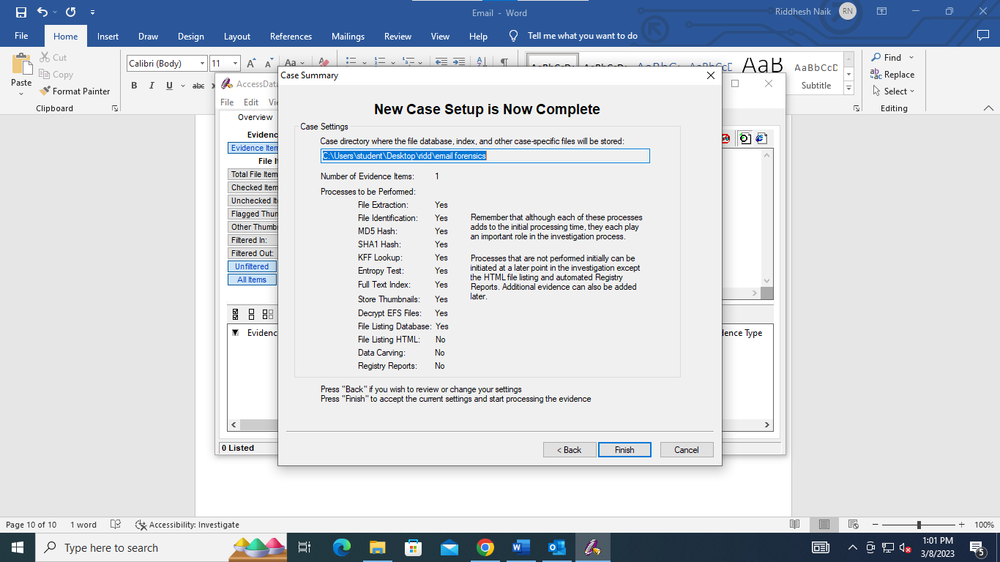 Email - Word
Riddhesh Naik
RN
File Home Insert Draw Design Layout References Mailings Review View Help Tell me what you want to do
Paste
Cut
Copy
Format Painter
Clipboard
Calibri (Body) 11
B I U abc
AaB
AaBbCcD
Subtitle
Find
Replace
Select
Editing
AccessData
File Edit
Overview
Evidence Item
Total File Item
Checked Item
Unchecked It
Flagged Thum
Other Thumb
Filtered In:
Filtered Out:
Unfiltered
All Items
Case Summary
New Case Setup is Now Complete
Case Settings
Case directory where the file database, index, and other case-specific files will be stored:
C:\Users\student\Desktop\ridd\email forensics
Number of Evidence Items: 1
Processes to be Performed:
File Extraction: Yes
File Identification: Yes
MD5 Hash: Yes
SHA1 Hash: Yes
KFF Lookup: Yes
Entropy Test: Yes
Full Text Index: Yes
Store Thumbnails: Yes
Decrypt EFS Files: Yes
File Listing Database: Yes
File Listing HTML: No
Data Carving: No
Registry Reports: No
Remember that although each of these processes
adds to the initial processing time, they each play
an important role in the investigation process.
Processes that are not performed initially can be
initiated at a later point in the investigation except
the HTML file listing and automated Registry
Reports. Additional evidence can also be added
later.
Press "Back" if you wish to review or change your settings
Press "Finish" to accept the current settings and start processing the evidence
< Back Finish Cancel
Evidenc
dence Type
0 Listed
Page 10 of 10 1 word Accessibility: Investigate 100%
Type here to search
1:01 PM
3/8/2023
5